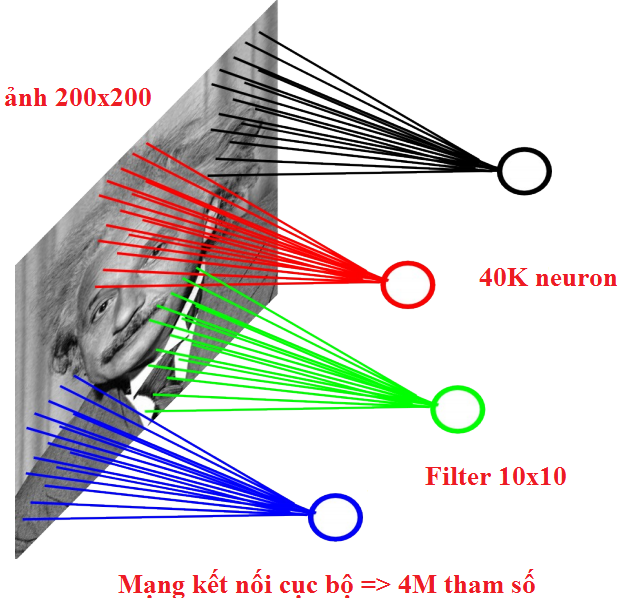 ảnh 200x200
40K neuron
Filter 10x10
Mạng kết nối cục bộ => 4M tham số